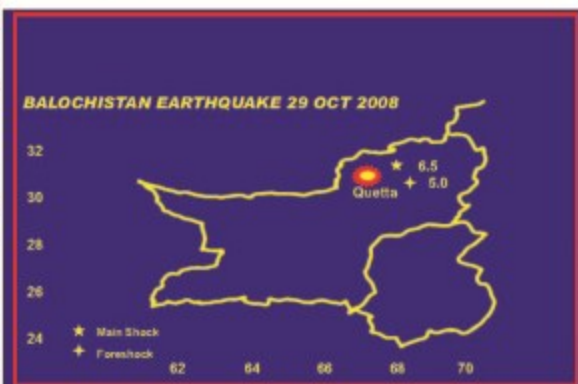 BALOCHISTAN EARTHQUAKE 29 OCT 2008
32
6.5
30
5.0
Quetta
28
26
24
Main Shock
Foreshock
62 64 66 68 70